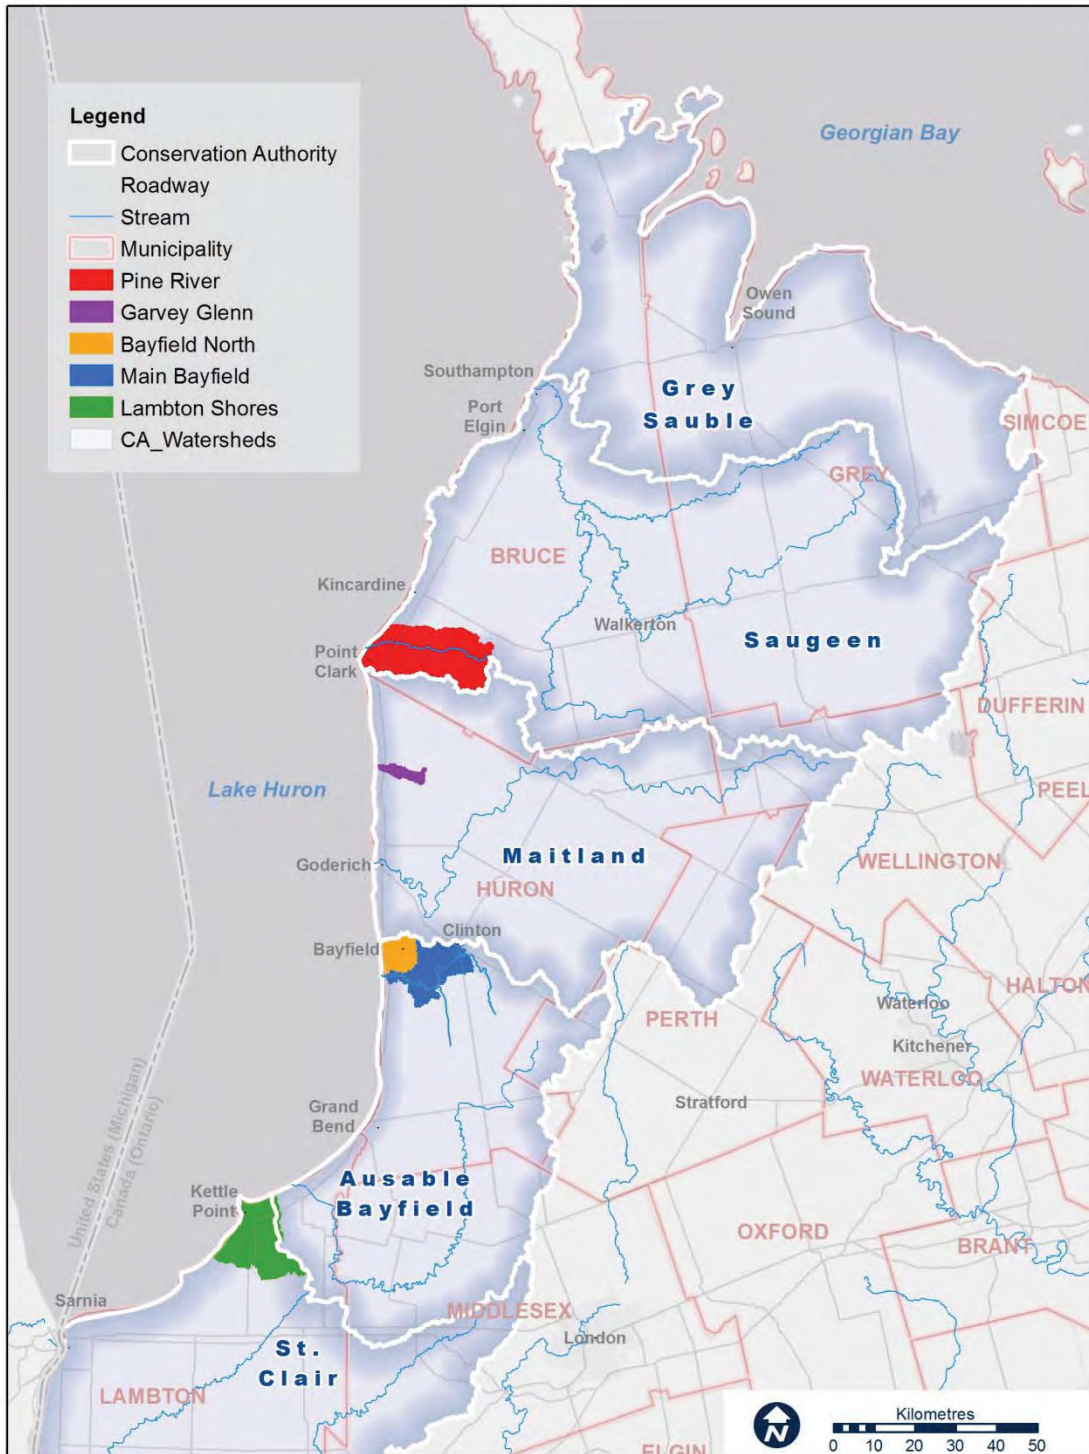 Legend
Conservation Authority
Roadway
Stream
Municipality
Pine River
Garvey Glenn
Bayfield North
Main Bayfield
Lambton Shores
CA_Watersheds
Georgian Bay
Owen
Sound
Southampton
Port
Elgin
Grey
Sauble
SIMCOE
GREY
BRUCE
Kincardine
Walkerton
Saugeen
Point
Clark
DUFFERIN
Lake Huron
PEEL
Maitland
WELLINGTON
Goderich
HURON
Clinton
Bayfield
HALTON
Waterloo
PERTH
Kitchener
WATERLOO
Stratford
Grand
Bend
United States (Michigan)
Canada (Ontario)
Ausable
Bayfield
Kettle
Point
OXFORD
BRANT
Sarnia
MIDDLESEX
London
St.
Clair
LAMBTON
ELGIN
N
Kilometres
0 10 20 30 40 50